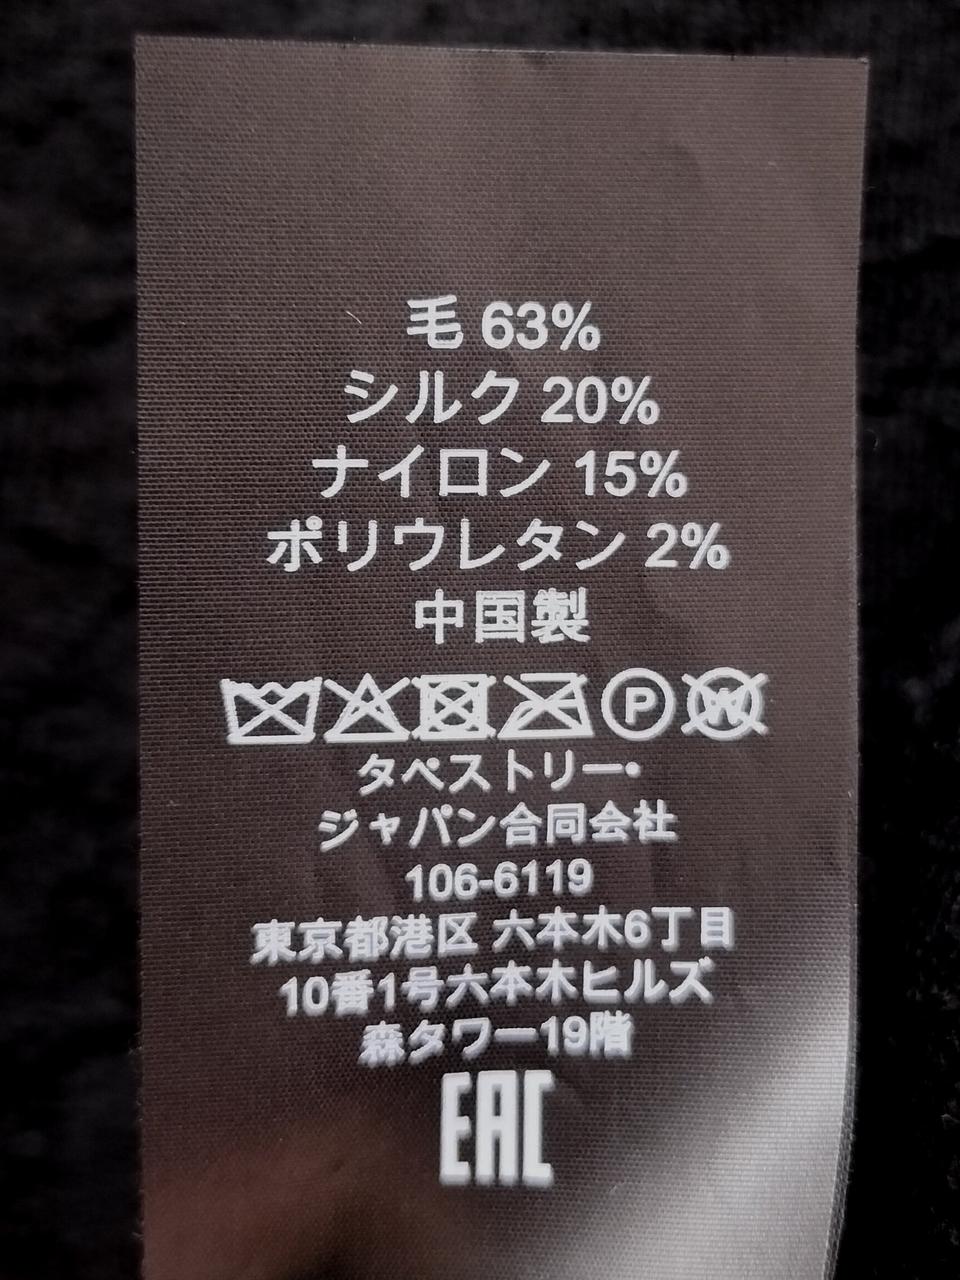 毛 63%
シルク 20%
ナイロン 15%
ポリウレタン 2%
中国製
P W
タペストリー・
ジャパン合同会社
106-6119
東京都港区 六本木6丁目
10番1号六本木ヒルズ
森タワー19階
EAC